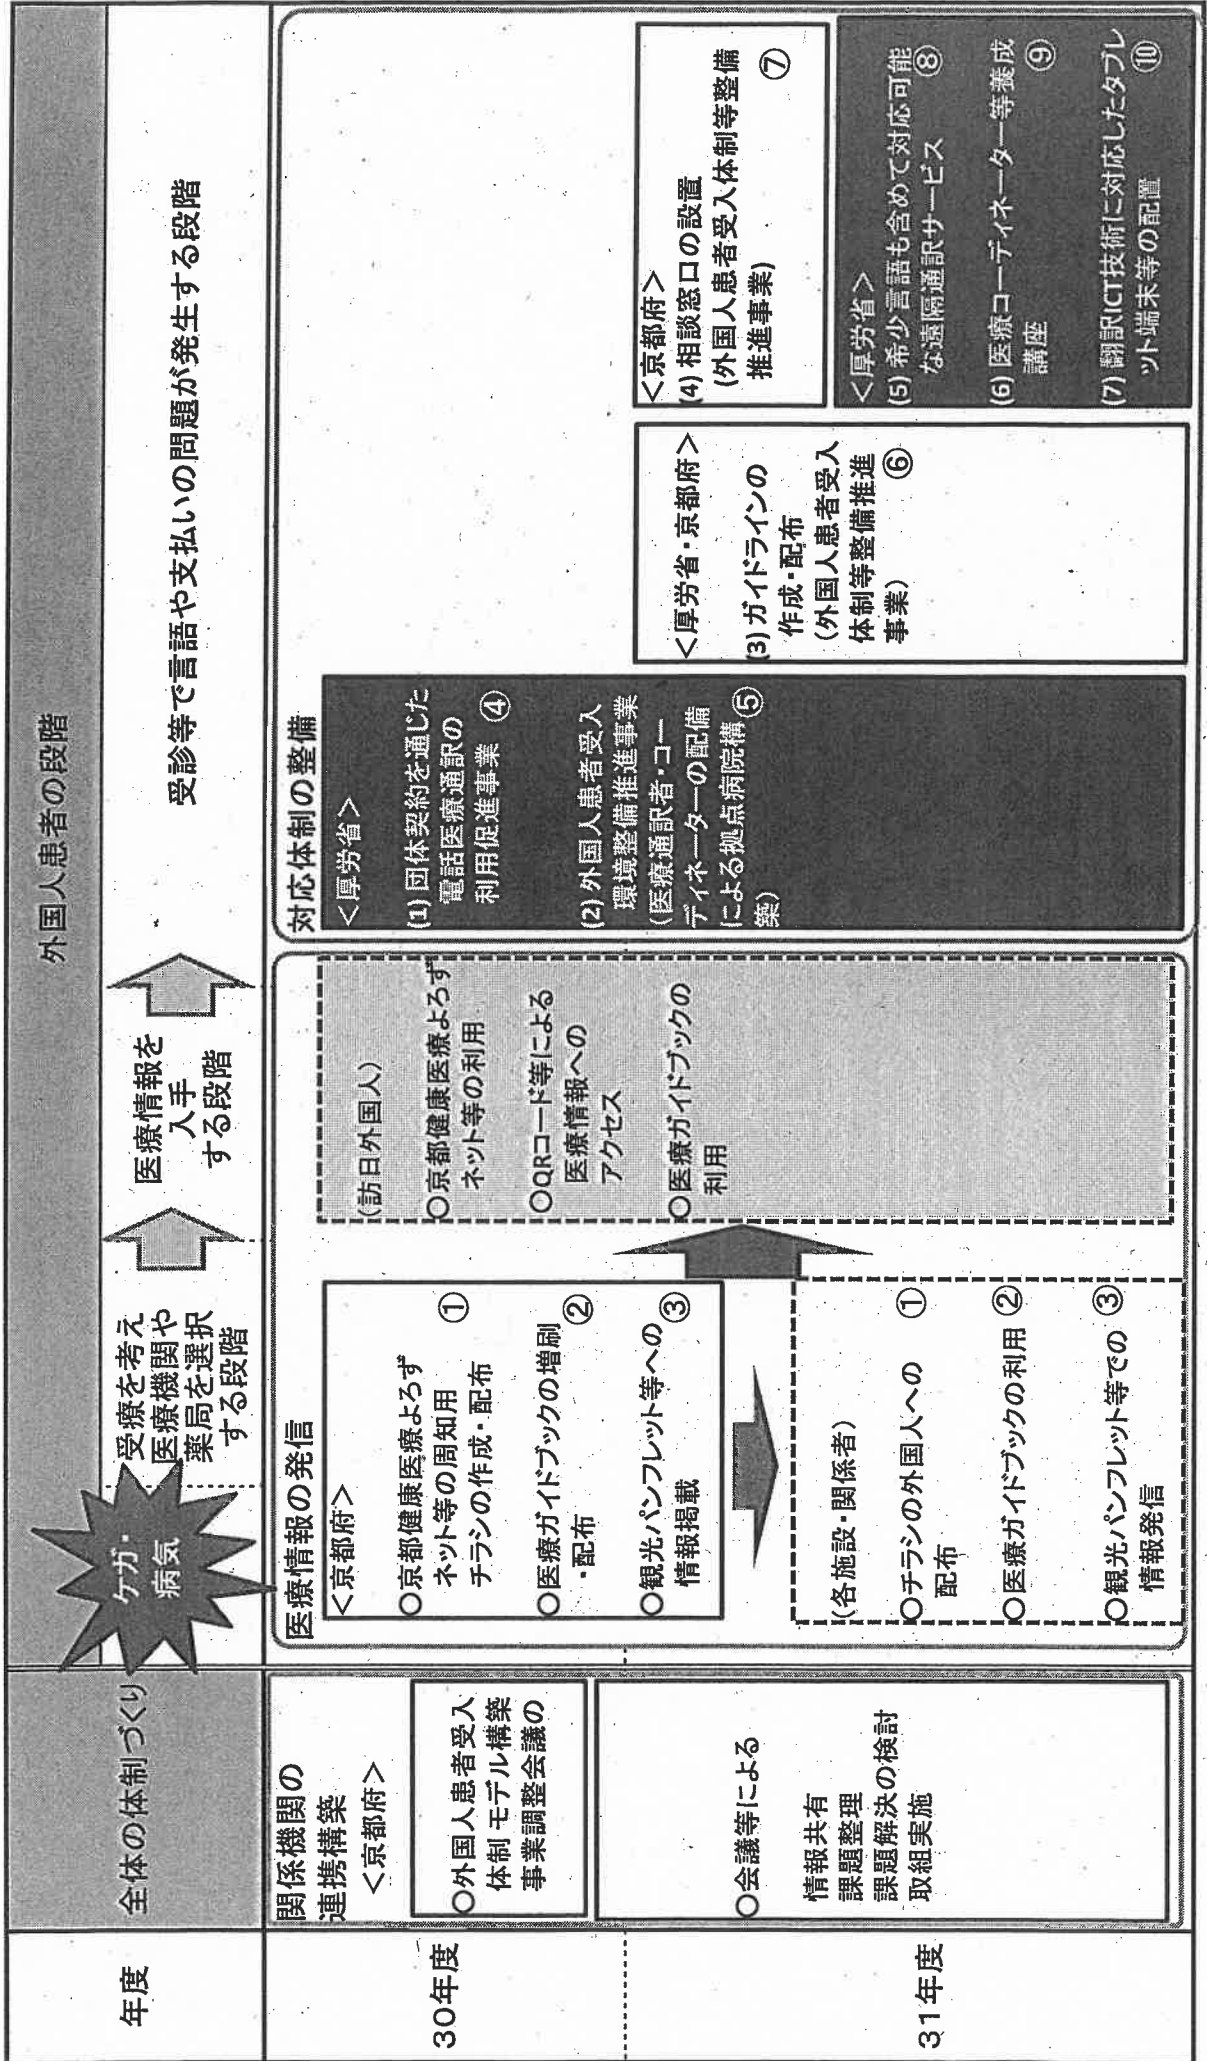 年度
全体の体制づくり
外国人患者の段階
ケガ・
病気
受療を考え
医療機関や
薬局を選択
する段階
医療情報を
入手
する段階
受診等で言語や支払いの問題が発生する段階
30年度
31年度
関係機関の
連携構築
<京都府>
○外国人患者受入
体制 モデル構築
事業調整会議の
○会議等による
情報共有
課題整理
課題解決の検討
取組実施
医療情報の発信
<京都府>
○京都健康医療よろず
ネット等の周知用 ①
チラシの作成・配布
○医療ガイドブックの増刷
・配布 ②
○観光パンフレット等への
情報掲載 ③
(各施設・関係者)
○チラシの外国人への ①
配布
○医療ガイドブックの利用 ②
○観光パンフレット等での ③
情報発信
(訪日外国人)
○京都健康医療よろず
ネット等の利用
○QRコード等による
医療情報への
アクセス
○医療ガイドブックの
利用
対応体制の整備
<厚労省>
(1) 団体契約を通じた
電話医療通訳の
利用促進事業 ④
(2) 外国人患者受入
環境整備推進事業
(医療通訳者・コー
ディネーターの配備
による拠点病院構 ⑤
築)
<厚労省・京都府>
(3) ガイドラインの
作成・配布
(外国人患者受入
体制等整備推進
事業) ⑥
<京都府>
(4) 相談窓口の設置
(外国人患者受入体制等整備
推進事業) ⑦
<厚労省>
(5) 希少言語も含めて対応可能
な遠隔通訳サービス ⑧
(6) 医療コーディネーター等養成
講座 ⑨
(7) 翻訳ICT技術に対応したタブレ
ット端末等の配置 ⑩